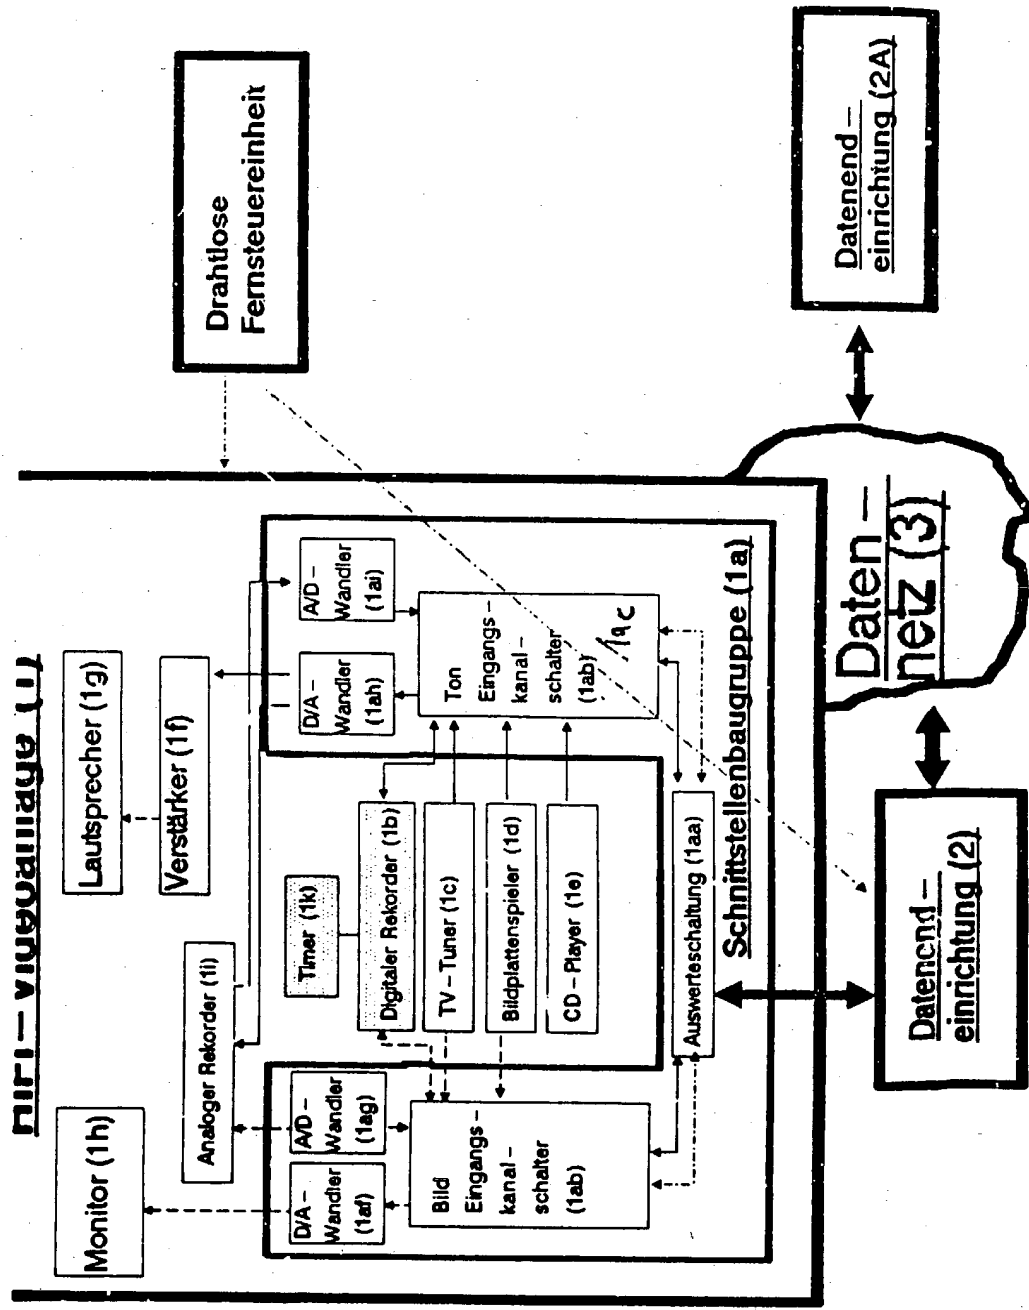 HIFI – Videoanlage (1)
Monitor (1h)
Lautsprecher (1g)
Verstärker (1f)
Analoger Rekorder (1i)
Drahtlose
Fernsteuereinheit
D/A –
Wandler
(1af)
A/D –
Wandler
(1ag)
Timer (1k)
D/A –
Wandler
(1ah)
A/D –
Wandler
(1ai)
Digitaler Rekorder (1b)
TV – Tuner (1c)
Bildplattenspieler (1d)
CD – Player (1e)
Bild
Eingangs –
kanal –
schalter
(1ab)
Ton
Eingangs –
kanal –
schalter
(1ab)
1ac
Auswerteschaltung (1aa)
Schnittstellenbaugruppe (1a)
Datenend –
einrichtung (2)
Daten –
netz (3)
Datenend –
einrichtung (2A)